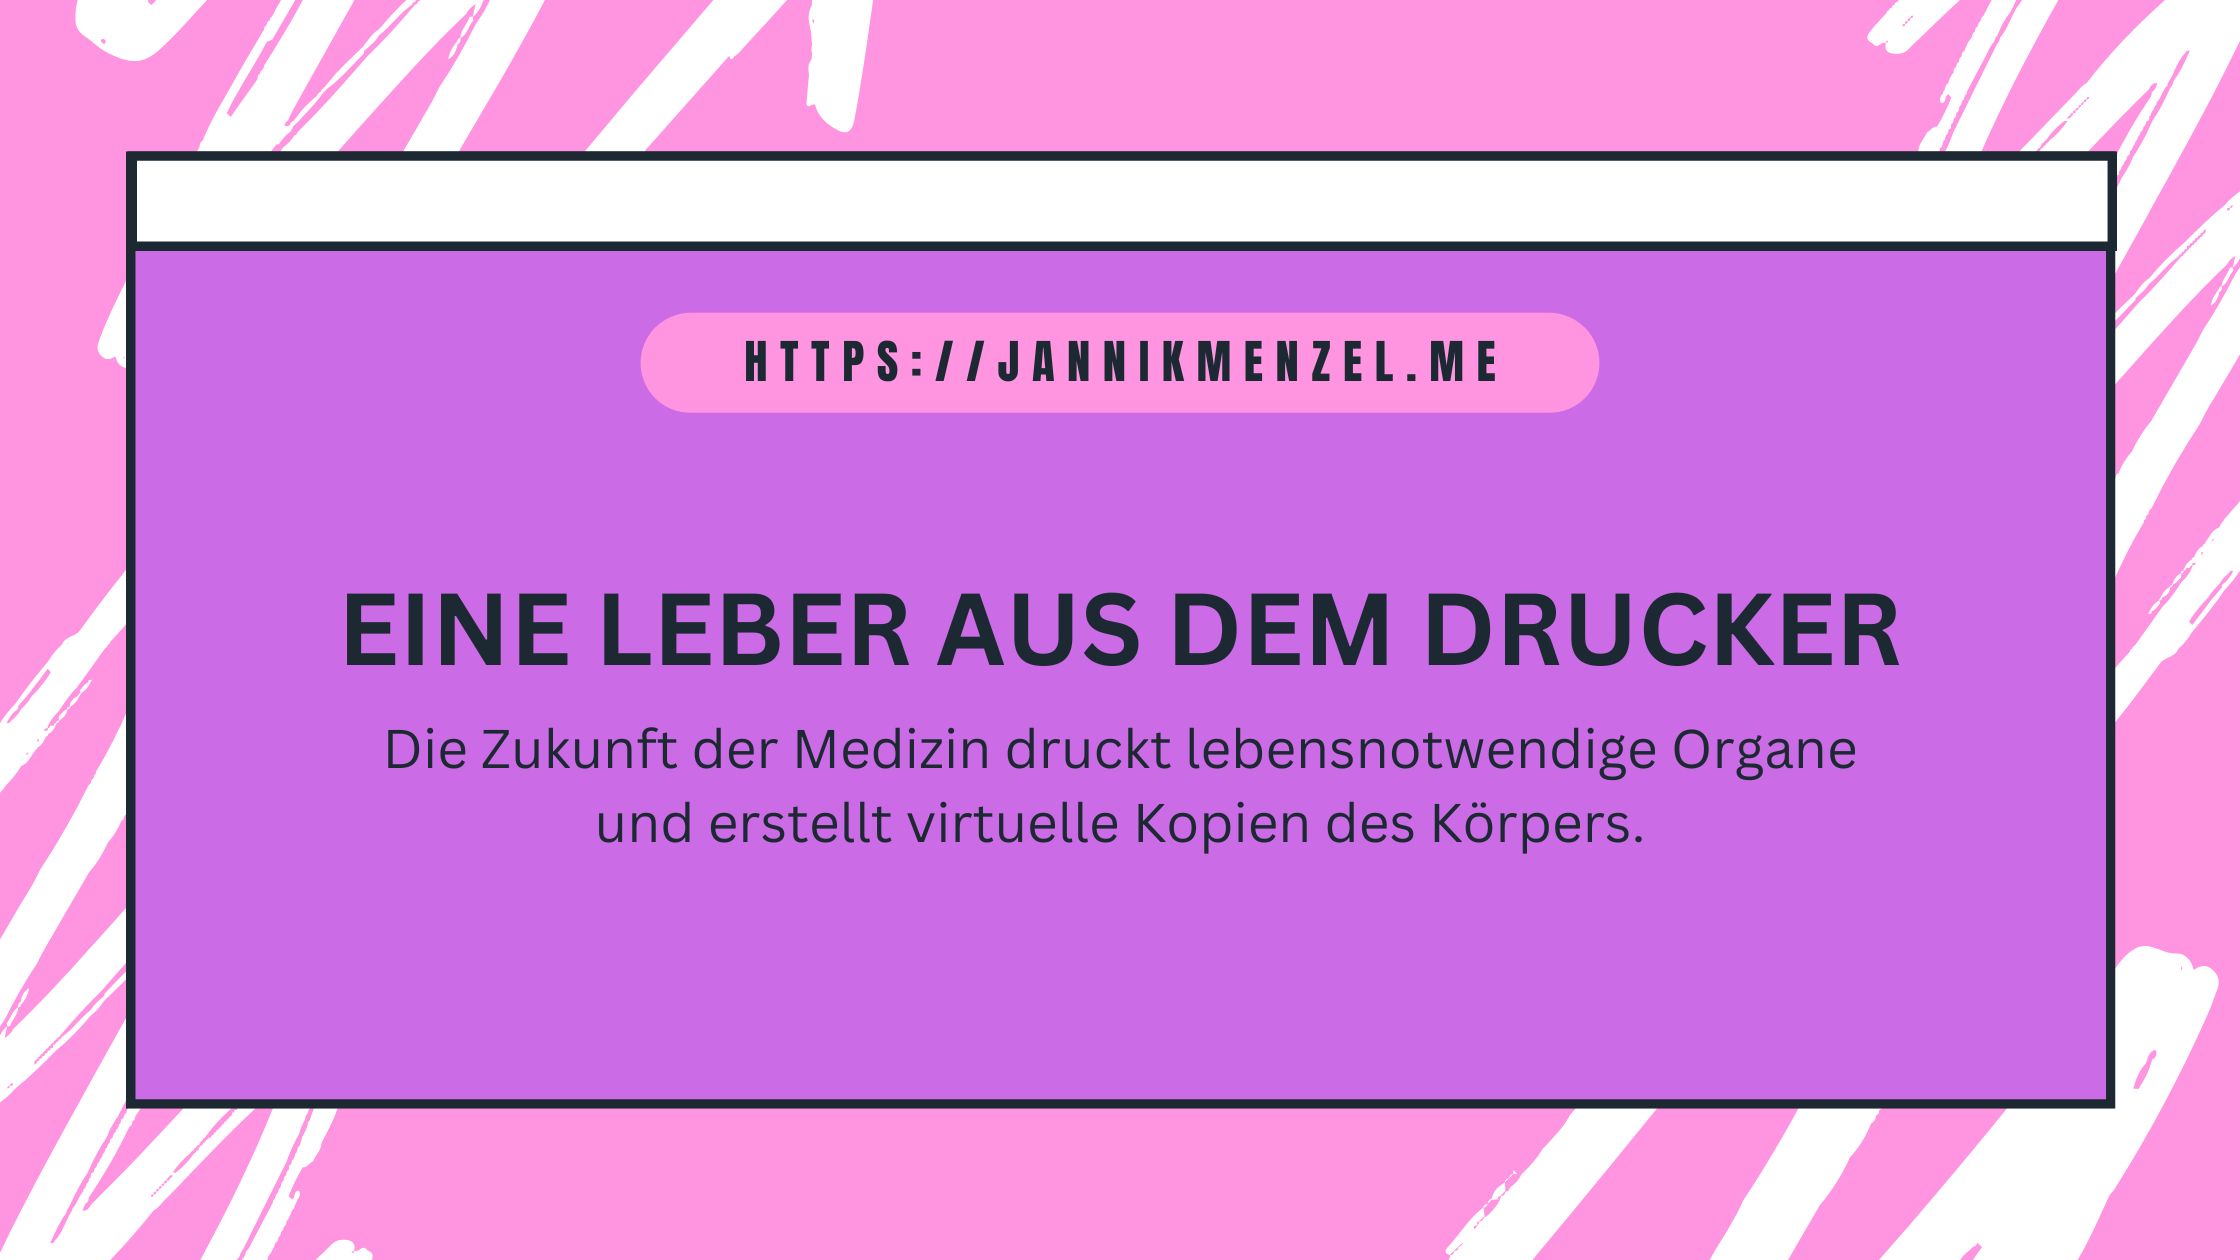 HTTPS://JANNIKMENZEL.ME
EINE LEBER AUS DEM DRUCKER
Die Zukunft der Medizin druckt lebensnotwendige Organe
und erstellt virtuelle Kopien des Körpers.